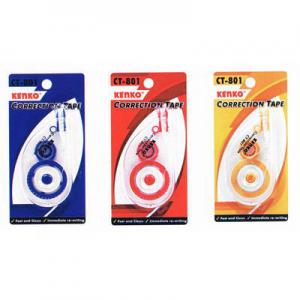 CT-801
KENKO
CORRECTION TAPE
✓ Fast and Clean ✓ Immediate re-writing
CT-801
KENKO
CORRECTION TAPE
✓ Fast and Clean ✓ Immediate re-writing
CT-801
KENKO
CORRECTION TAPE
✓ Fast and Clean ✓ Immediate re-writing